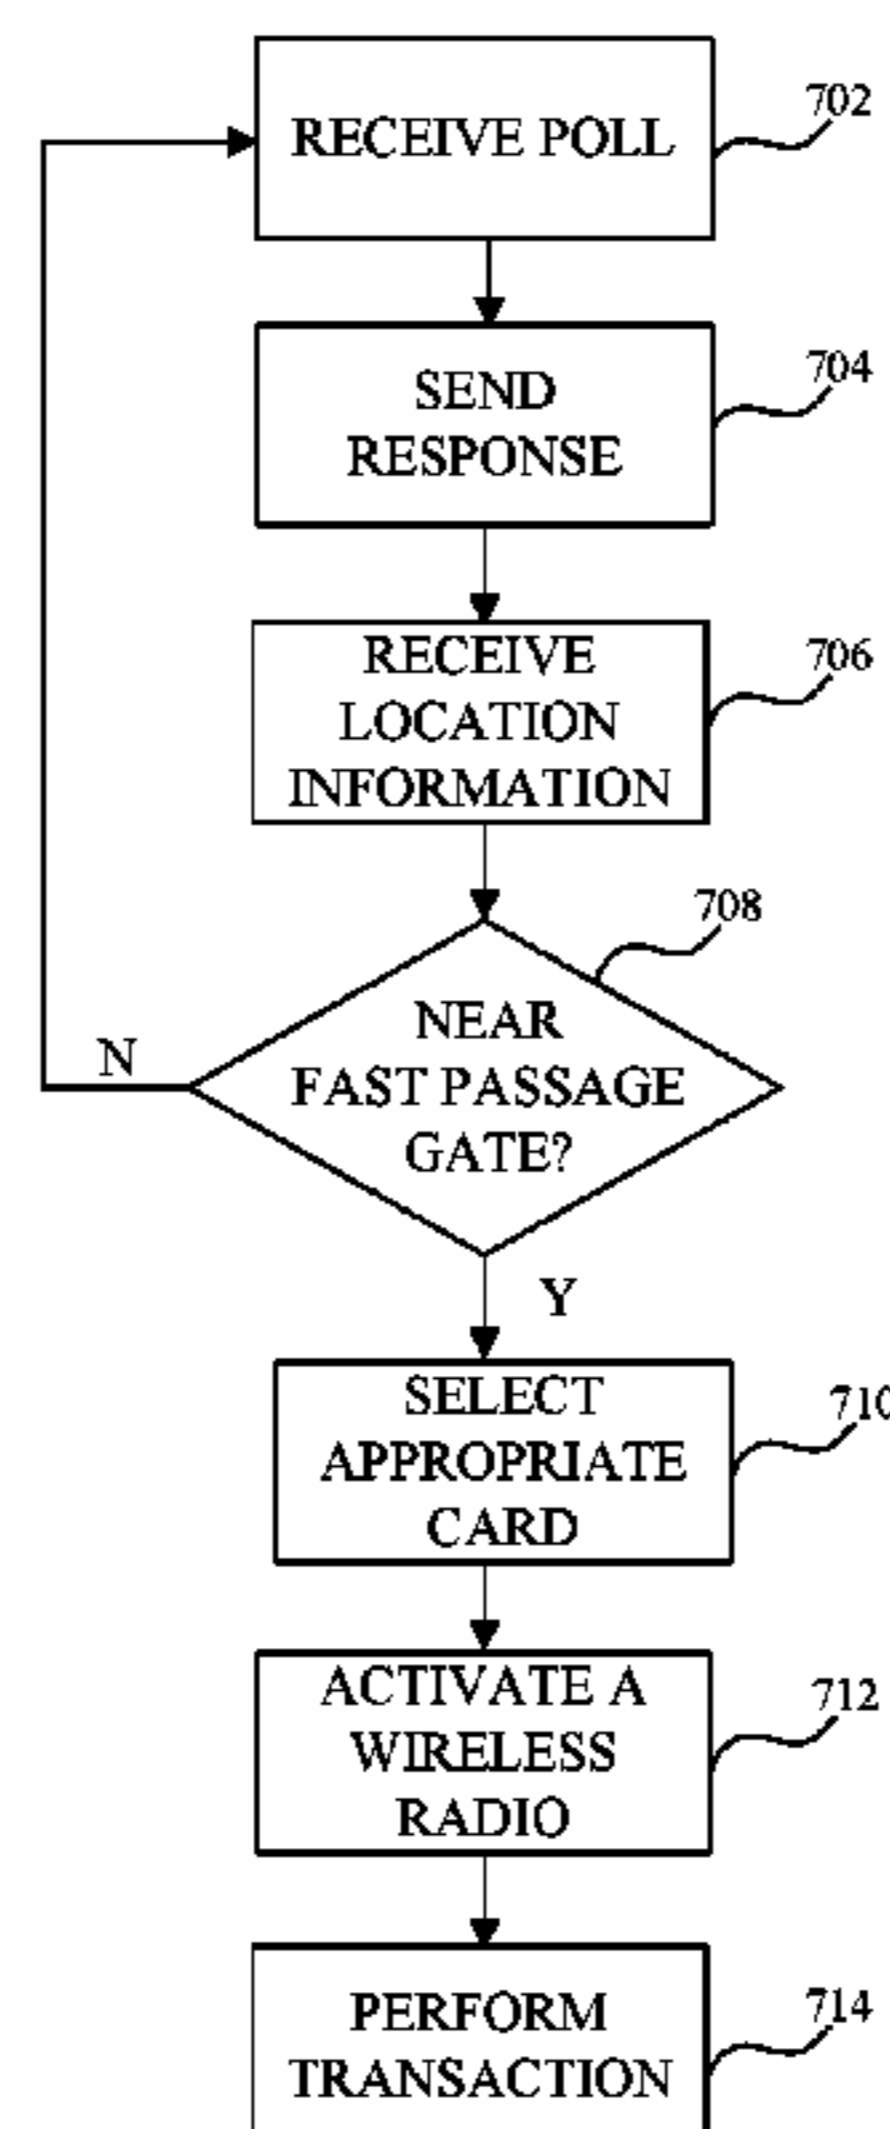 RECEIVE POLL
702
SEND
RESPONSE
704
RECEIVE
LOCATION
INFORMATION
706
NEAR
FAST PASSAGE
GATE?
708
N
Y
SELECT
APPROPRIATE
CARD
710
ACTIVATE A
WIRELESS
RADIO
712
PERFORM
TRANSACTION
714